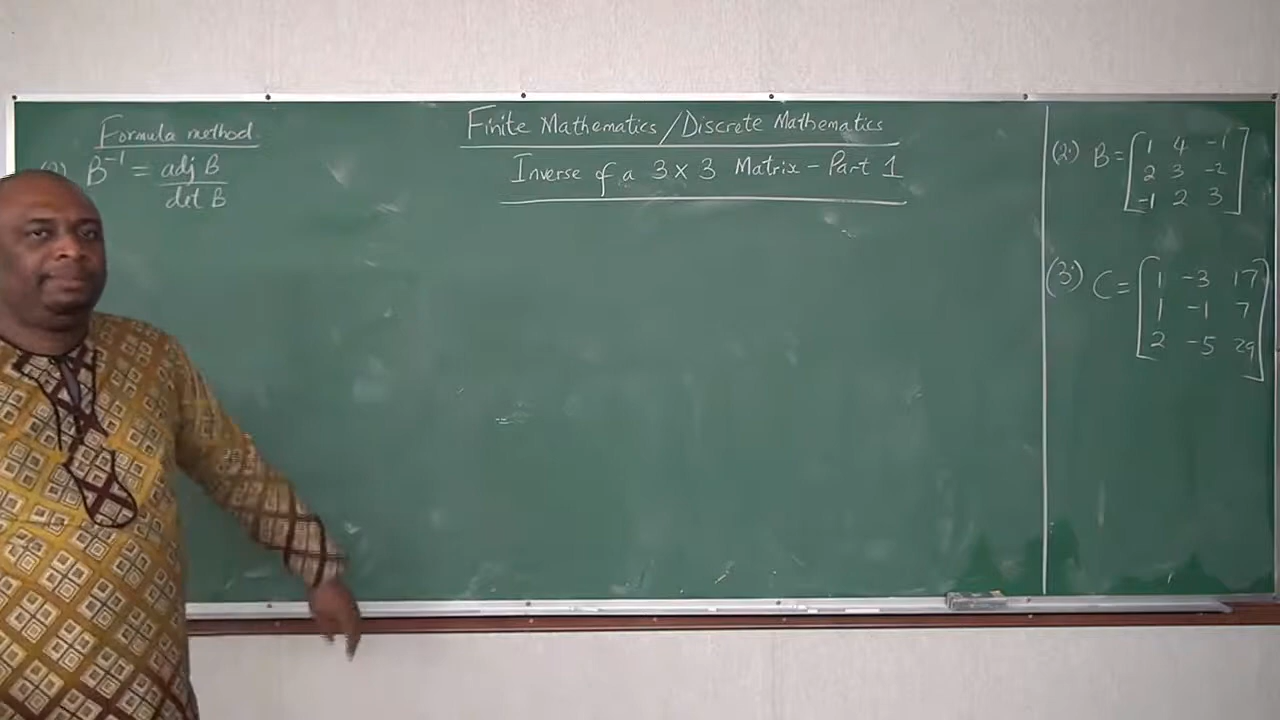 Formula method
(2) B⁻¹ = adj B
det B
Finite Mathematics / Discrete Mathematics
Inverse of a 3 × 3 Matrix - Part 1
(2.) B = [1 4 -1
2 3 -2
-1 2 3]
(3.) C = [1 -3 17
1 -1 7
2 -5 29]